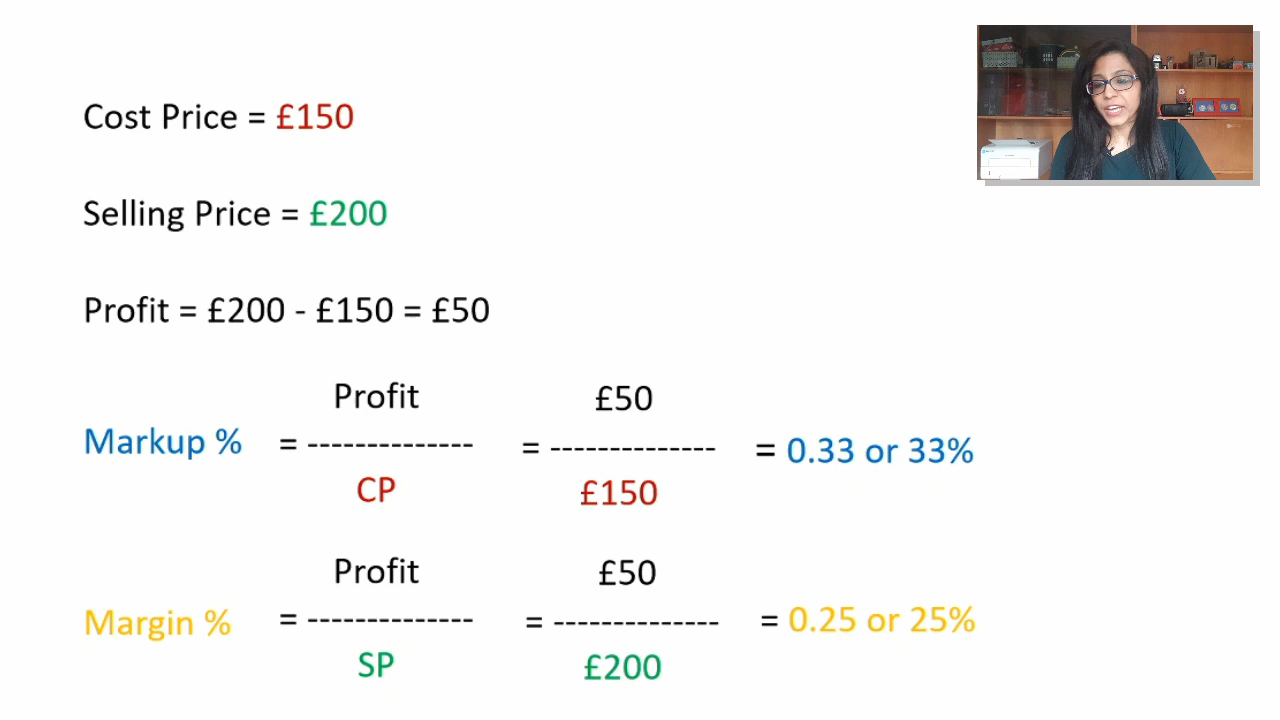 Cost Price = £150
Selling Price = £200
Profit = £200 - £150 = £50
Profit £50
Markup % = -------------- = -------------- = 0.33 or 33%
CP £150
Profit £50
Margin % = -------------- = -------------- = 0.25 or 25%
SP £200